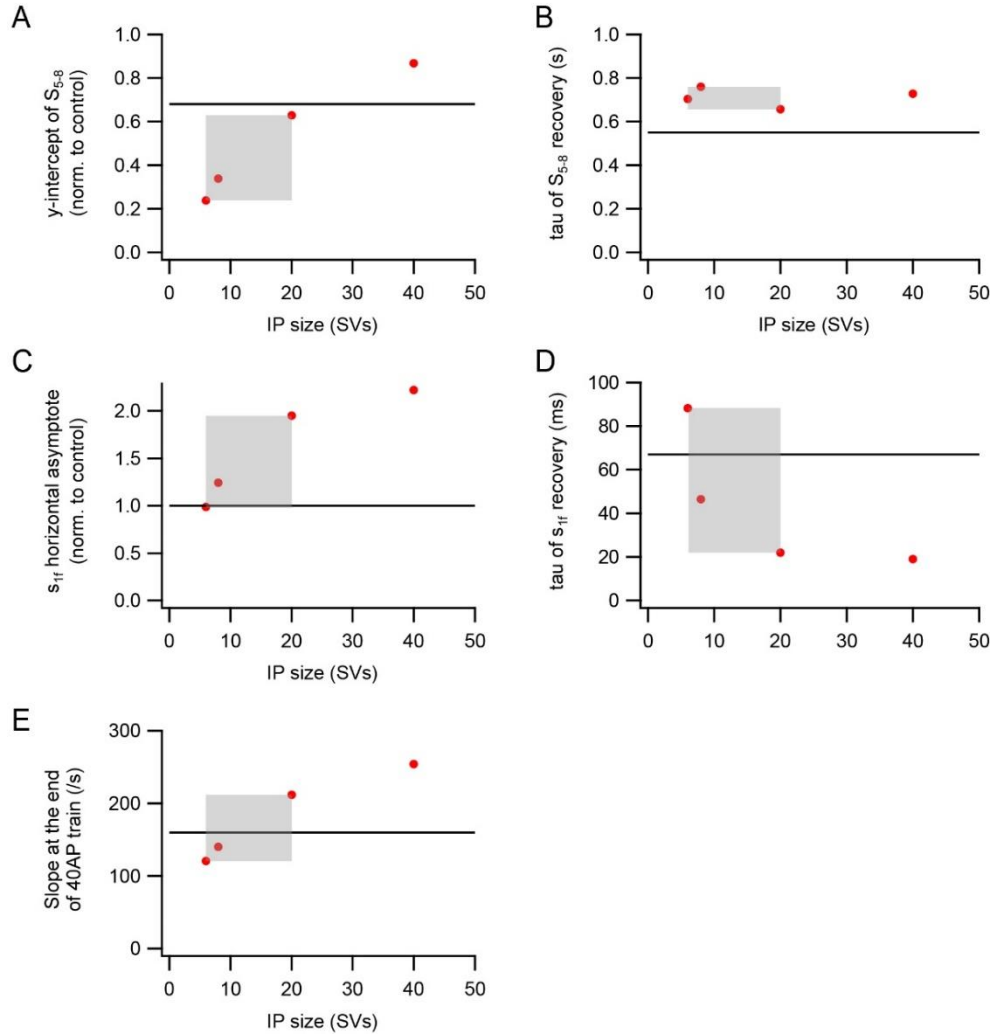 A
y-intercept of S5-8
(norm. to control)
1.0
0.8
0.6
0.4
0.2
0.0
0 10 20 30 40 50
IP size (SVs)
B
tau of S5-8 recovery (s)
1.0
0.8
0.6
0.4
0.2
0.0
0 10 20 30 40 50
IP size (SVs)
C
s1f horizontal asymptote
(norm. to control)
2.0
1.5
1.0
0.5
0.0
0 10 20 30 40 50
IP size (SVs)
D
tau of s1f recovery (ms)
100
80
60
40
20
0
0 10 20 30 40 50
IP size (SVs)
E
Slope at the end
of 40AP train (/s)
300
200
100
0
0 10 20 30 40 50
IP size (SVs)